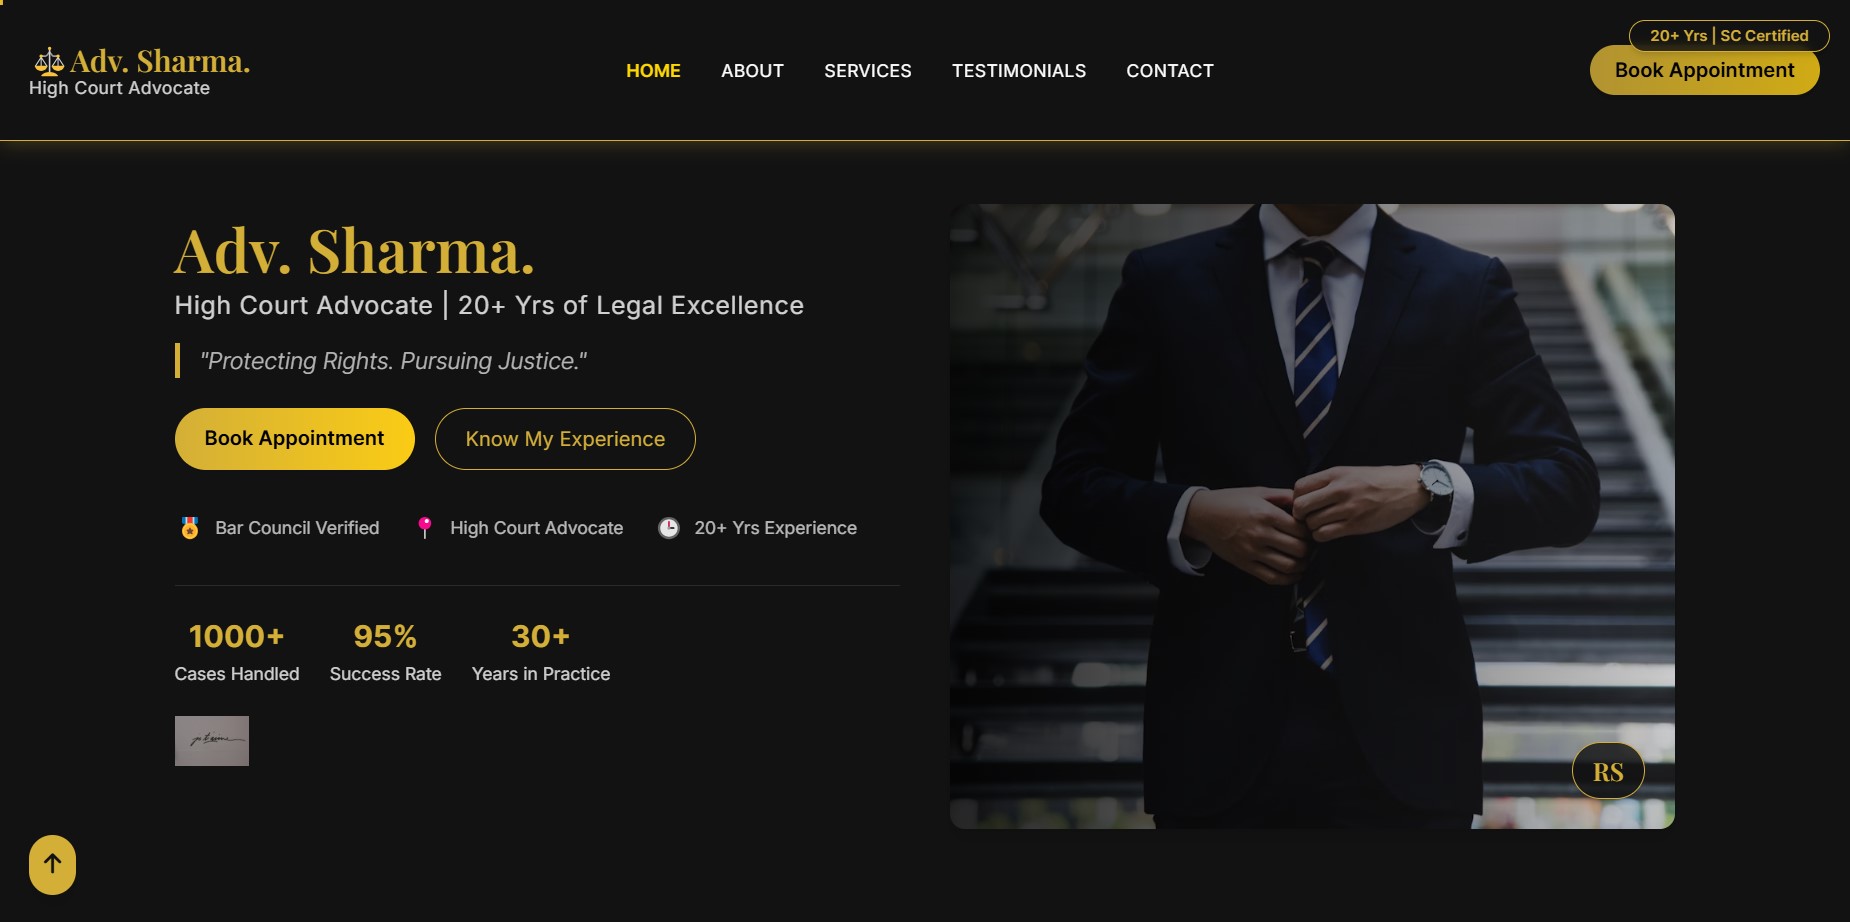 Adv. Sharma.
High Court Advocate
HOME ABOUT SERVICES TESTIMONIALS CONTACT
20+ Yrs | SC Certified
Book Appointment
Adv. Sharma.
High Court Advocate | 20+ Yrs of Legal Excellence
"Protecting Rights. Pursuing Justice."
Book Appointment Know My Experience
Bar Council Verified High Court Advocate 20+ Yrs Experience
1000+ 95% 30+
Cases Handled Success Rate Years in Practice
RS